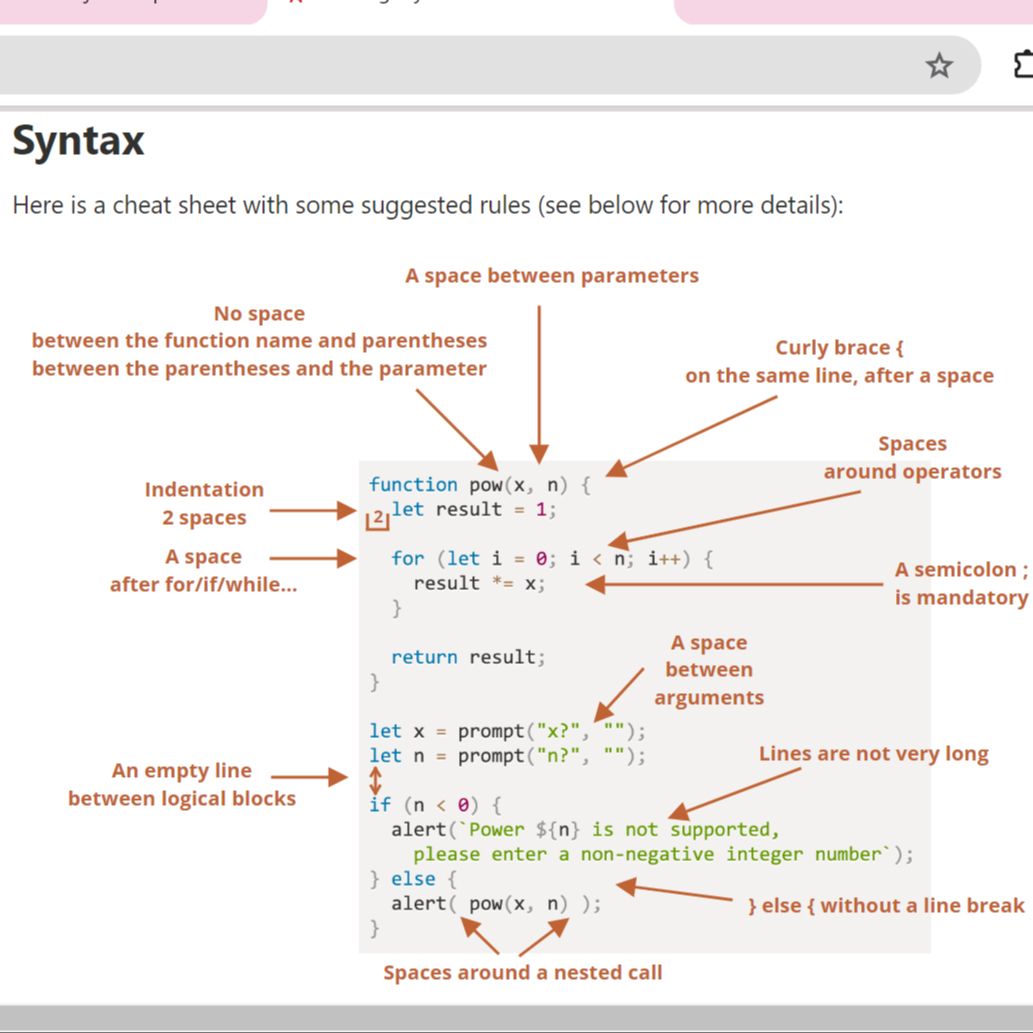 Syntax
Here is a cheat sheet with some suggested rules (see below for more details):
A space between parameters
No space
between the function name and parentheses
between the parentheses and the parameter
Curly brace {
on the same line, after a space
Spaces
around operators
Indentation
2 spaces
A space
after for/if/while...
function pow(x, n) {
2
let result = 1;
for (let i = 0; i < n; i++) {
result *= x;
}
return result;
}
A semicolon ;
is mandatory
A space
between
arguments
let x = prompt("x?", "");
let n = prompt("n?", "");
Lines are not very long
An empty line
between logical blocks
if (n < 0) {
alert(`Power ${n} is not supported,
please enter a non-negative integer number`);
} else {
alert( pow(x, n) );
}
} else { without a line break
Spaces around a nested call